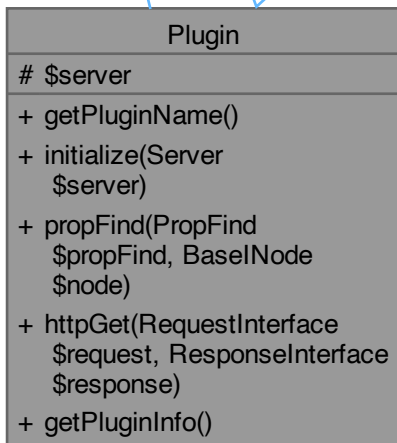 Plugin
# $server
+ getPluginName()
+ initialize(Server
$server)
+ propFind(PropFind
$propFind, BaseINode
$node)
+ httpGet(RequestInterface
$request, ResponseInterface
$response)
+ getPluginInfo()